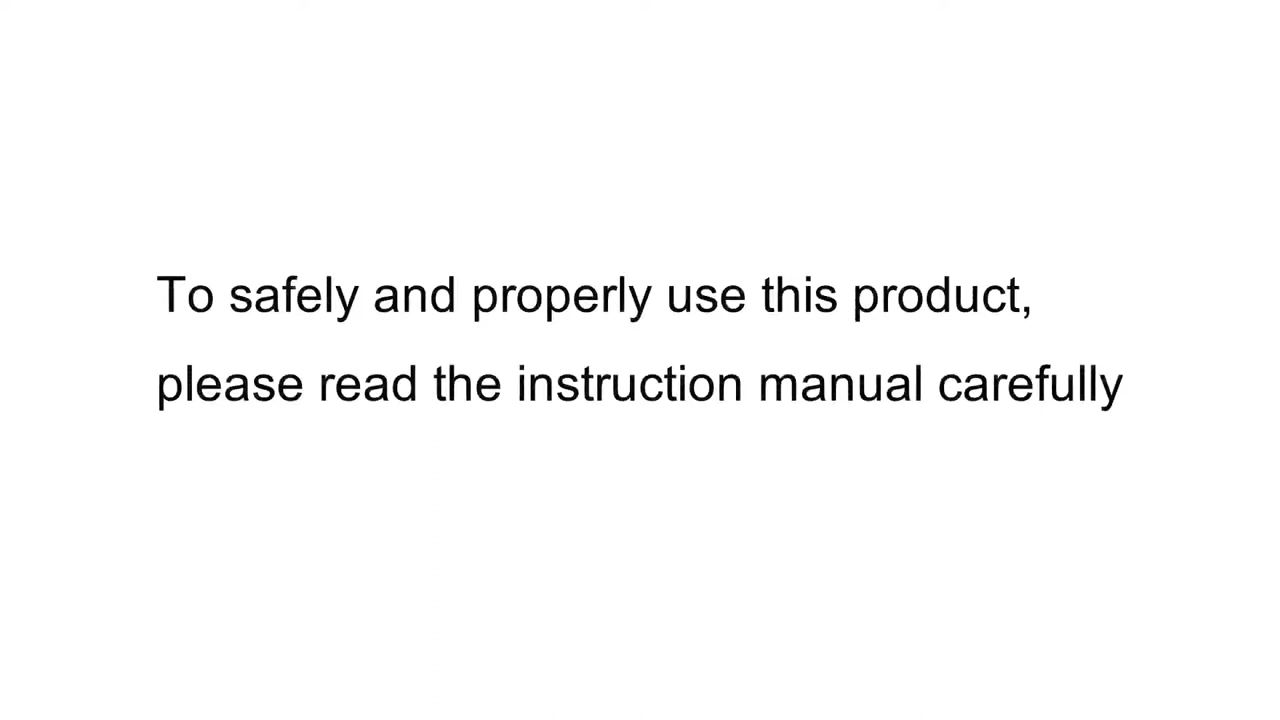 To safely and properly use this product,
please read the instruction manual carefully